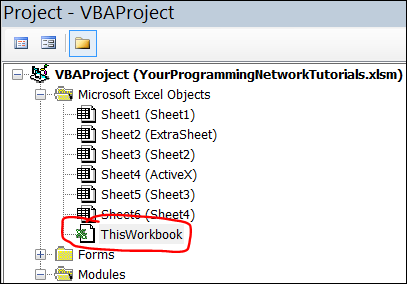 Project - VBAProject
VBAProject (YourProgrammingNetworkTutorials.xlsm)
Microsoft Excel Objects
Sheet1 (Sheet1)
Sheet2 (ExtraSheet)
Sheet3 (Sheet2)
Sheet4 (ActiveX)
Sheet5 (Sheet3)
Sheet6 (Sheet4)
ThisWorkbook
Forms
Modules